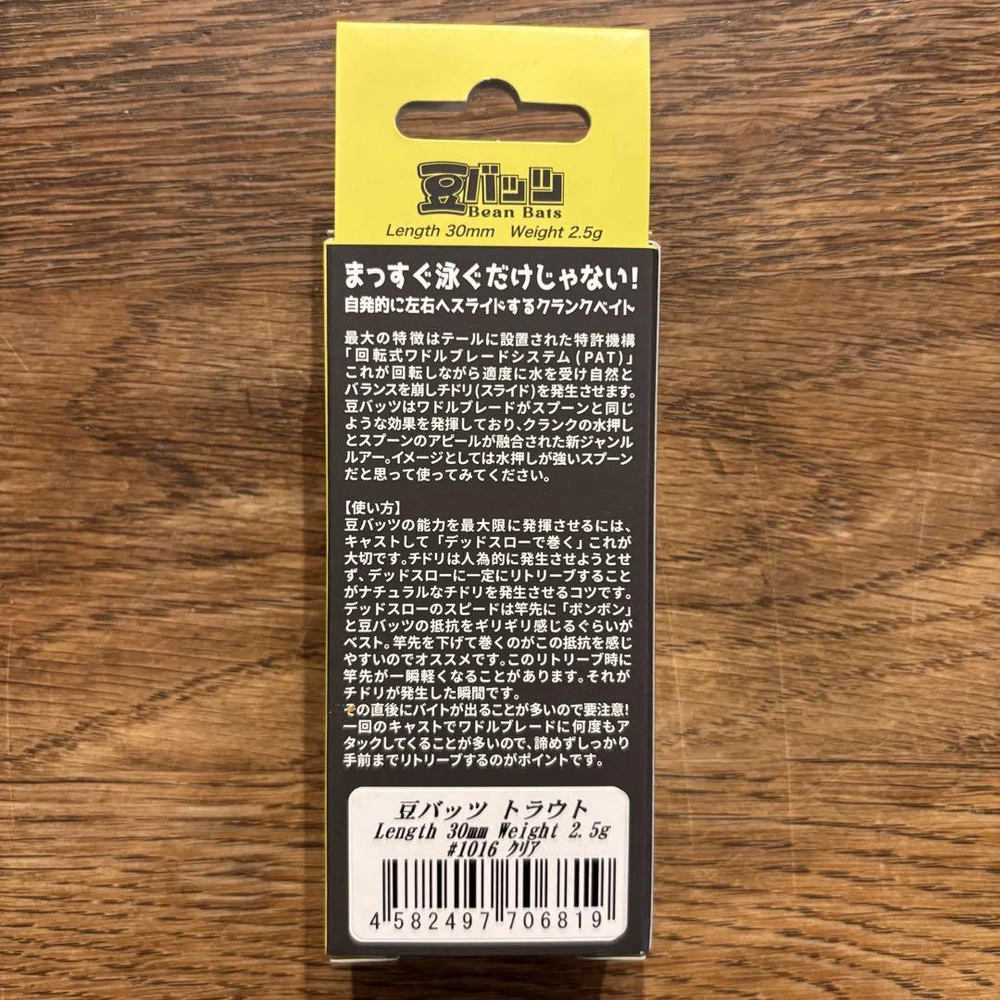 豆バッツ
Bean Bats
Length 30mm Weight 2.5g
まっすぐ泳ぐだけじゃない！
自発的に左右へスライドするクランクベイト
最大の特徴はテールに設置された特許機構
「回転式ワドルブレードシステム(PAT)」
これが回転しながら適度に水を受け自然と
バランスを崩しチドリ(スライド)を発生させます。
豆バッツはワドルブレードがスプーンと同じ
ような効果を発揮しており、クランクの水押し
とスプーンのアピールが融合された新ジャンル
ルアー。イメージとしては水押しが強いスプーン
だと思って使ってみてください。
【使い方】
豆バッツの能力を最大限に発揮させるには、
キャストして「デッドスローで巻く」これが
大切です。チドリは人為的に発生させようとせ
ず、デッドスローに一定にリトリーブすること
がナチュラルなチドリを発生させるコツです。
デッドスローのスピードは竿先に「ボンボン」
と豆バッツの抵抗をギリギリ感じるぐらいが
ベスト。竿先を下げて巻くのがこの抵抗を感じ
やすいのでオススメです。このリトリーブ時に
竿先が一瞬軽くなることがあります。それが
チドリが発生した瞬間です。
その直後にバイトが出ることが多いので要注意!
一回のキャストでワドルブレードに何度もア
タックしてくることが多いので、諦めずしっかり
手前までリトリーブするのがポイントです。
豆バッツ トラウト
Length 30mm Weight 2.5g
#1016 クリア
4 582497 706819